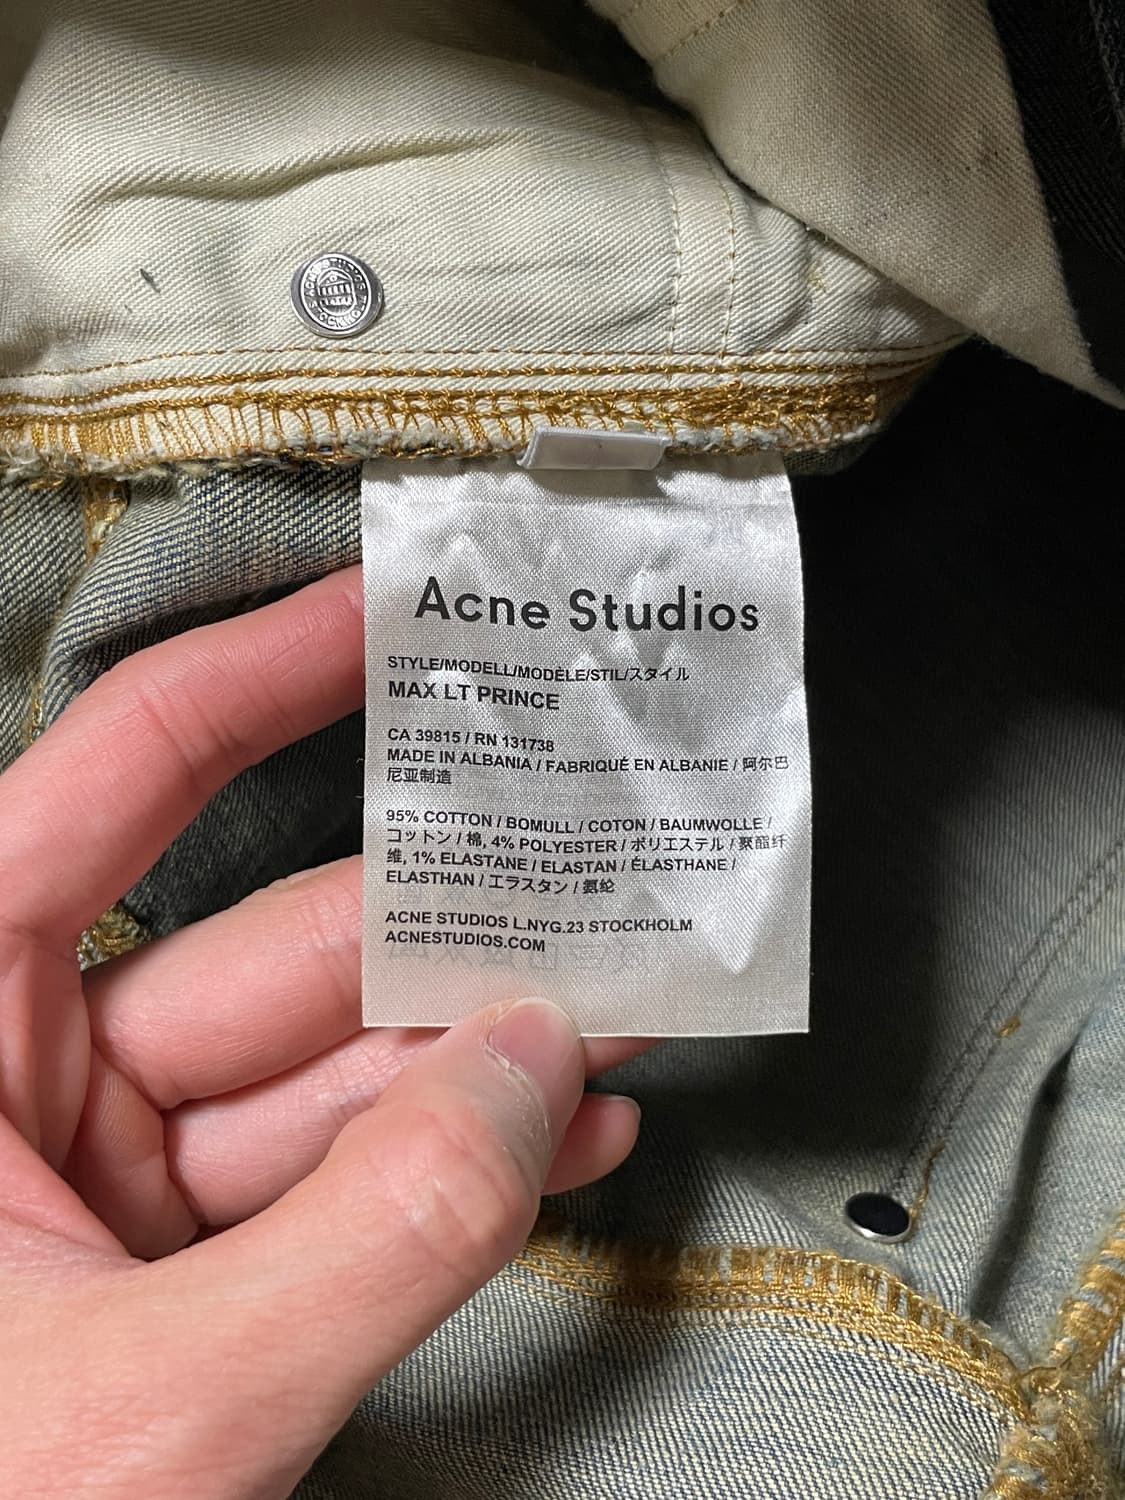 ACNE STUDIOS
STOCKHOLM
Acne Studios
STYLE/MODELL/MODÈLE/STIL/スタイル
MAX LT PRINCE
CA 39815 / RN 131738
MADE IN ALBANIA / FABRIQUÉ EN ALBANIE / 阿尔巴
尼亚制造
95% COTTON / BOMULL / COTON / BAUMWOLLE /
コットン / 棉, 4% POLYESTER / ポリエステル / 聚酯纤
维, 1% ELASTANE / ELASTAN / ÉLASTHANE /
ELASTHAN / エラスタン / 氨纶
ACNE STUDIOS L.NYG.23 STOCKHOLM
ACNESTUDIOS.COM